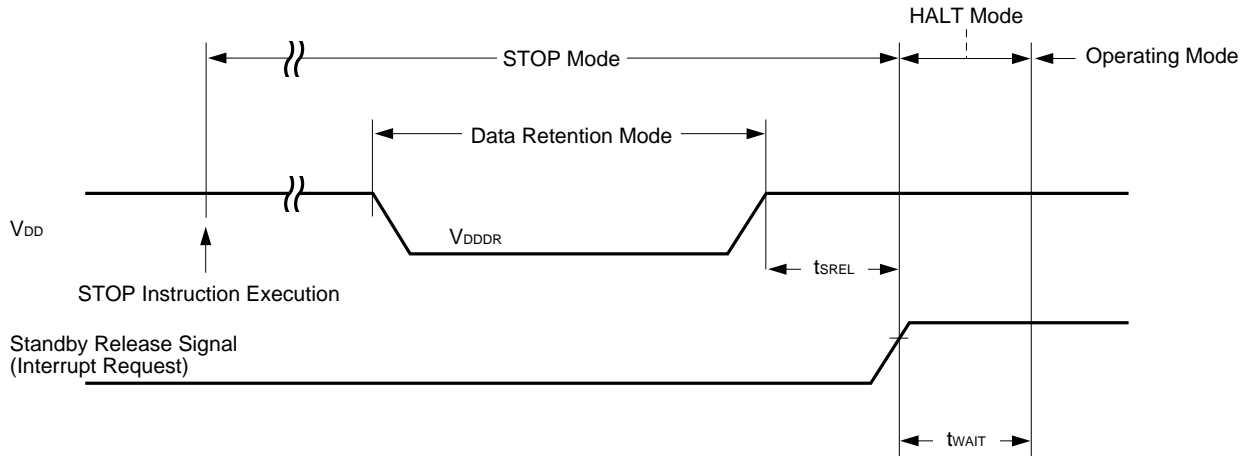 HALT Mode
STOP Mode
Operating Mode
Data Retention Mode
VDD
VDDDR
tSREL
STOP Instruction Execution
Standby Release Signal
(Interrupt Request)
tWAIT